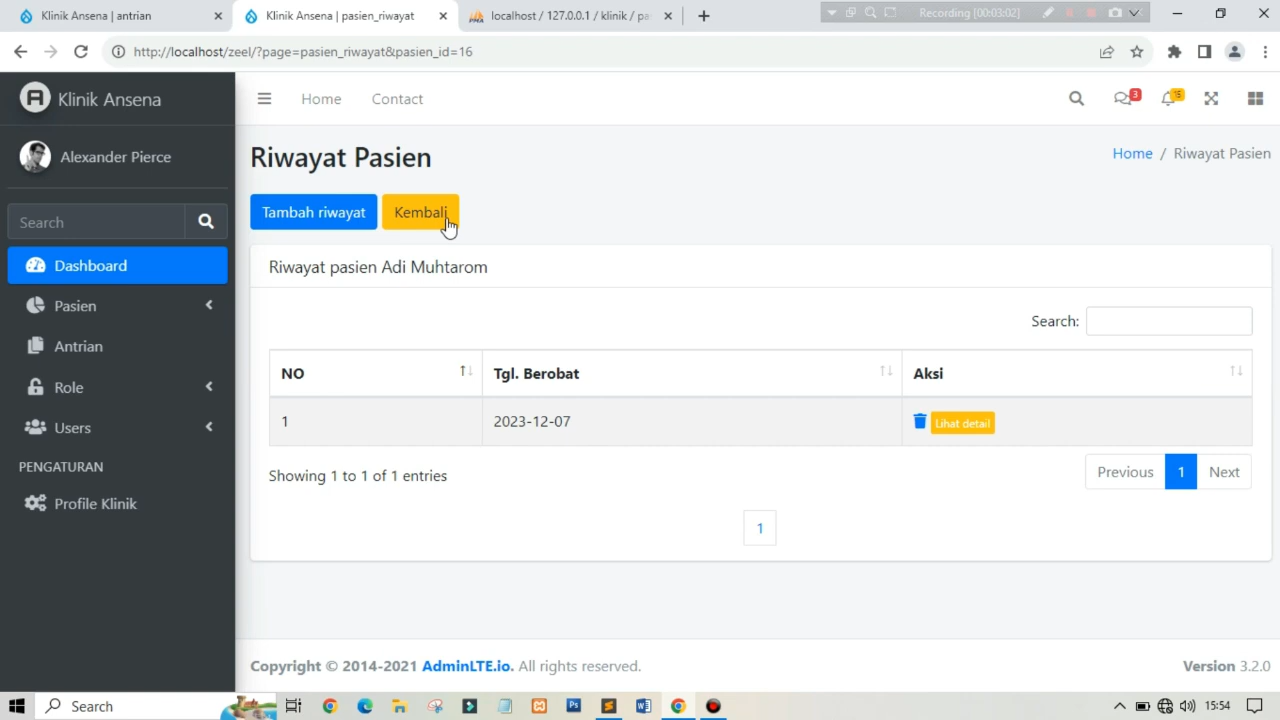 Klinik Ansena | antrian
Klinik Ansena | pasien_riwayat
localhost / 127.0.0.1 / klinik / pa
Recording [00:03:02]
http://localhost/zeel/?page=pasien_riwayat&pasien_id=16
Klinik Ansena
Home
Contact
3
15
Alexander Pierce
Riwayat Pasien
Home / Riwayat Pasien
Tambah riwayat
Kembali
Search
Dashboard
Pasien
Antrian
Role
Users
PENGATURAN
Profile Klinik
Riwayat pasien Adi Muhtarom
Search:
NO
Tgl. Berobat
Aksi
1
2023-12-07
Lihat detail
Showing 1 to 1 of 1 entries
Previous
1
Next
1
Copyright © 2014-2021 AdminLTE.io. All rights reserved.
Version 3.2.0
Search
15:54